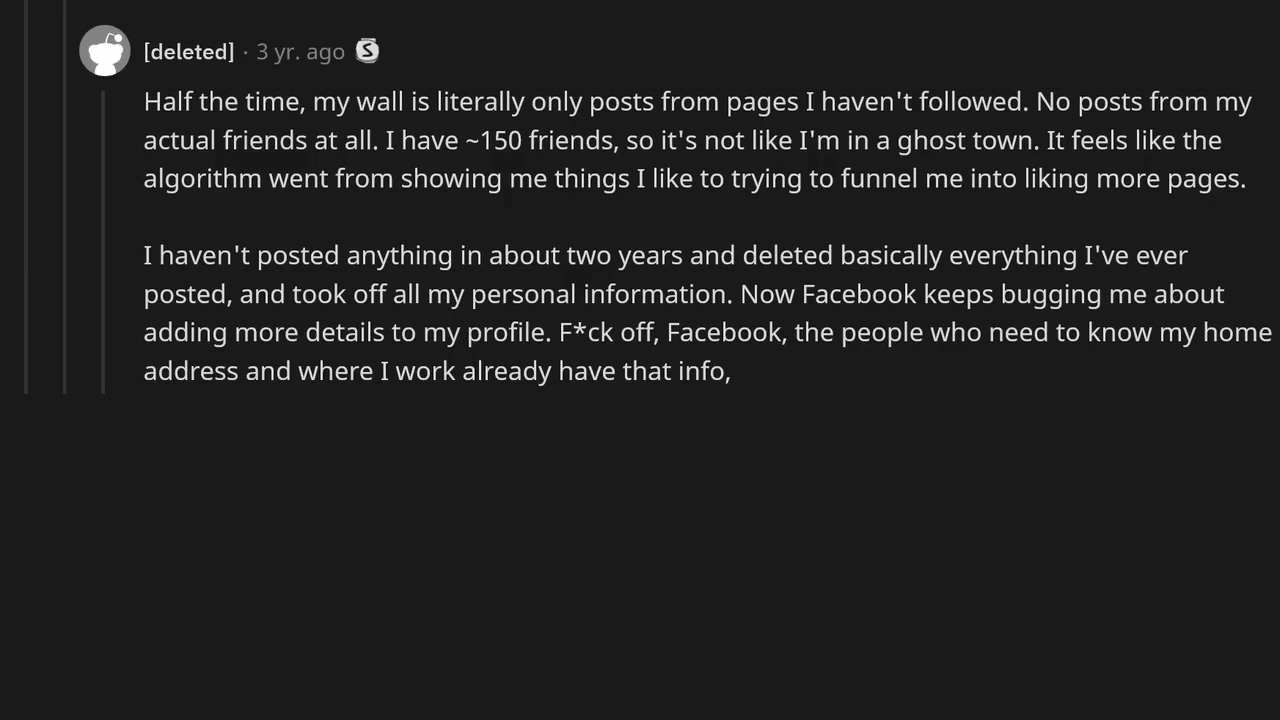 [deleted] · 3 yr. ago
Half the time, my wall is literally only posts from pages I haven't followed. No posts from my
actual friends at all. I have ~150 friends, so it's not like I'm in a ghost town. It feels like the
algorithm went from showing me things I like to trying to funnel me into liking more pages.
I haven't posted anything in about two years and deleted basically everything I've ever
posted, and took off all my personal information. Now Facebook keeps bugging me about
adding more details to my profile. F*ck off, Facebook, the people who need to know my home
address and where I work already have that info,